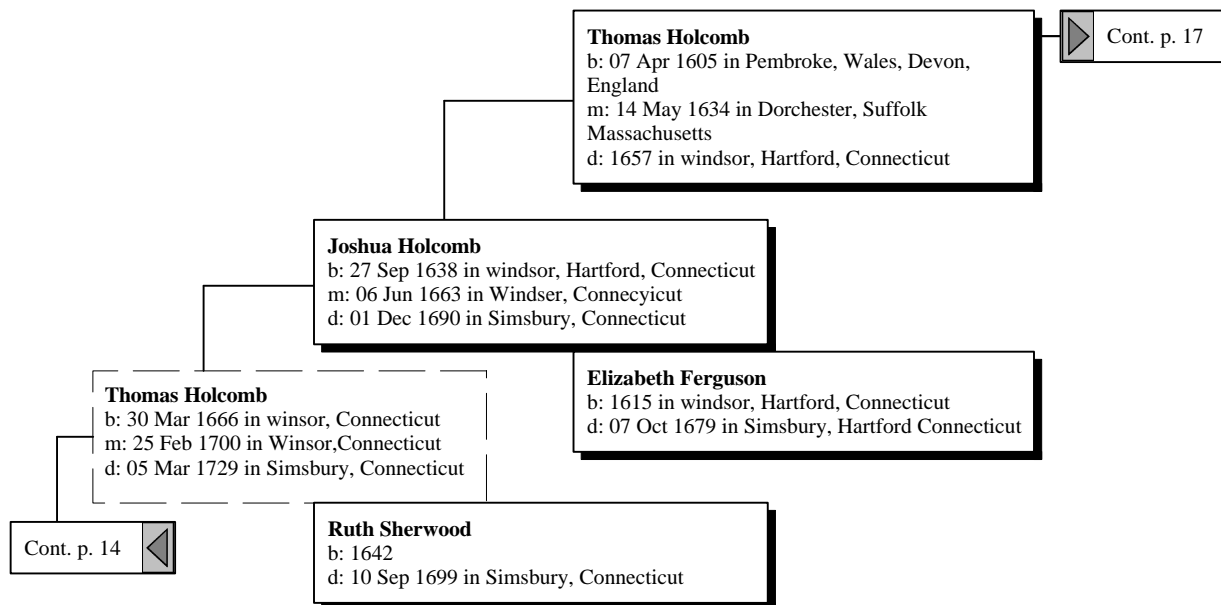 Thomas Holcomb
b: 07 Apr 1605 in Pembroke, Wales, Devon,
England
m: 14 May 1634 in Dorchester, Suffolk
Massachusetts
d: 1657 in windsor, Hartford, Connecticut
Cont. p. 17
Joshua Holcomb
b: 27 Sep 1638 in windsor, Hartford, Connecticut
m: 06 Jun 1663 in Windser, Connecyicut
d: 01 Dec 1690 in Simsbury, Connecticut
Elizabeth Ferguson
b: 1615 in windsor, Hartford, Connecticut
d: 07 Oct 1679 in Simsbury, Hartford Connecticut
Thomas Holcomb
b: 30 Mar 1666 in winsor, Connecticut
m: 25 Feb 1700 in Winsor,Connecticut
d: 05 Mar 1729 in Simsbury, Connecticut
Cont. p. 14
Ruth Sherwood
b: 1642
d: 10 Sep 1699 in Simsbury, Connecticut